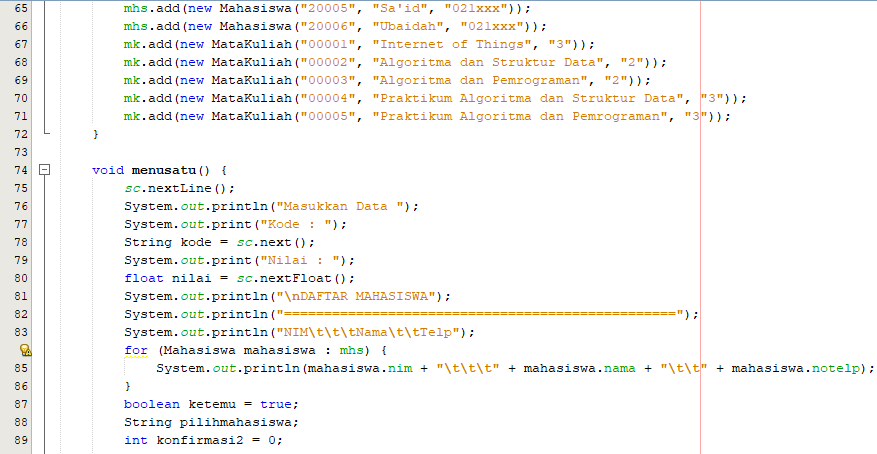 65 mhs.add(new Mahasiswa("20005", "Sa'id", "021xxx"));
66 mhs.add(new Mahasiswa("20006", "Ubaidah", "021xxx"));
67 mk.add(new MataKuliah("00001", "Internet of Things", "3"));
68 mk.add(new MataKuliah("00002", "Algoritma dan Struktur Data", "2"));
69 mk.add(new MataKuliah("00003", "Algoritma dan Pemrograman", "2"));
70 mk.add(new MataKuliah("00004", "Praktikum Algoritma dan Struktur Data", "3"));
71 mk.add(new MataKuliah("00005", "Praktikum Algoritma dan Pemrograman", "3"));
72 }
73
74 void menusatu() {
75 sc.nextLine();
76 System.out.println("Masukkan Data ");
77 System.out.print("Kode : ");
78 String kode = sc.next();
79 System.out.print("Nilai : ");
80 float nilai = sc.nextFloat();
81 System.out.println("\nDAFTAR MAHASISWA");
82 System.out.println("=================================================");
83 System.out.println("NIM\t\t\tNama\t\tTelp");
for (Mahasiswa mahasiswa : mhs) {
85 System.out.println(mahasiswa.nim + "\t\t\t" + mahasiswa.nama + "\t\t" + mahasiswa.notelp);
86 }
87 boolean ketemu = true;
88 String pilihmahasiswa;
89 int konfirmasi2 = 0;